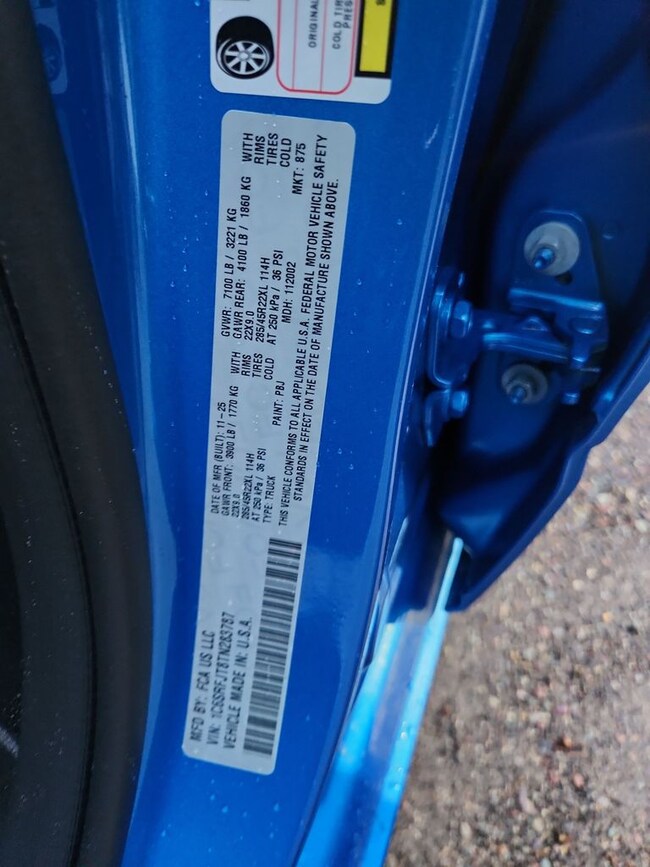 ORIGINAL
COLD TIR
PRES
MFD BY: FCA US LLC
VIN: 1C6SRFJT8TN283787
VEHICLE MADE IN: U.S.A.
DATE OF MFR (BUILT): 11-25 GVWR: 7100 LB / 3221 KG
GAWR FRONT: 3900 LB / 1770 KG WITH GAWR REAR: 4100 LB / 1860 KG WITH
22X9.0 RIMS 22X9.0 RIMS
285/45R22XL 114H TIRES 285/45R22XL 114H TIRES
AT 250 kPa / 36 PSI COLD AT 250 kPa / 36 PSI COLD
TYPE: TRUCK PAINT: PBJ MDH: 112002 MKT: 875
THIS VEHICLE CONFORMS TO ALL APPLICABLE U.S.A. FEDERAL MOTOR VEHICLE SAFETY
STANDARDS IN EFFECT ON THE DATE OF MANUFACTURE SHOWN ABOVE.